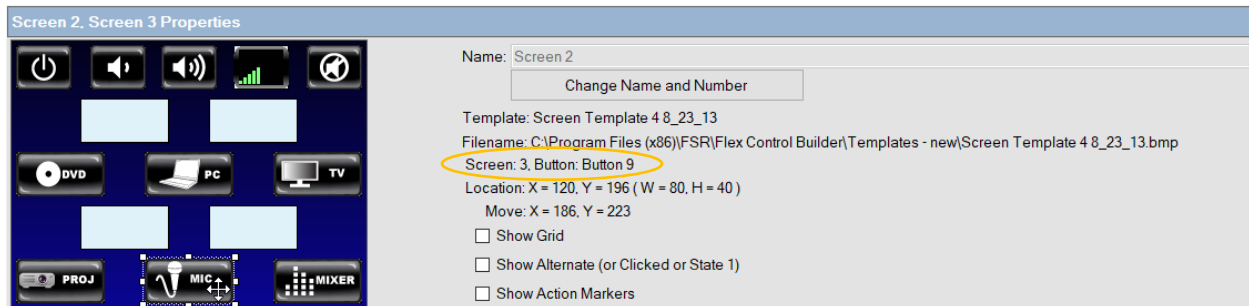 Screen 2, Screen 3 Properties
Name: Screen 2
Change Name and Number
Template: Screen Template 4 8_23_13
Filename: C:\Program Files (x86)\FSR\Flex Control Builder\Templates - new\Screen Template 4 8_23_13.bmp
Screen: 3, Button: Button 9
Location: X = 120, Y = 196 ( W = 80, H = 40 )
Move: X = 186, Y = 223
Show Grid
Show Alternate (or Clicked or State 1)
Show Action Markers
DVD
PC
TV
PROJ
MIC
MIXER